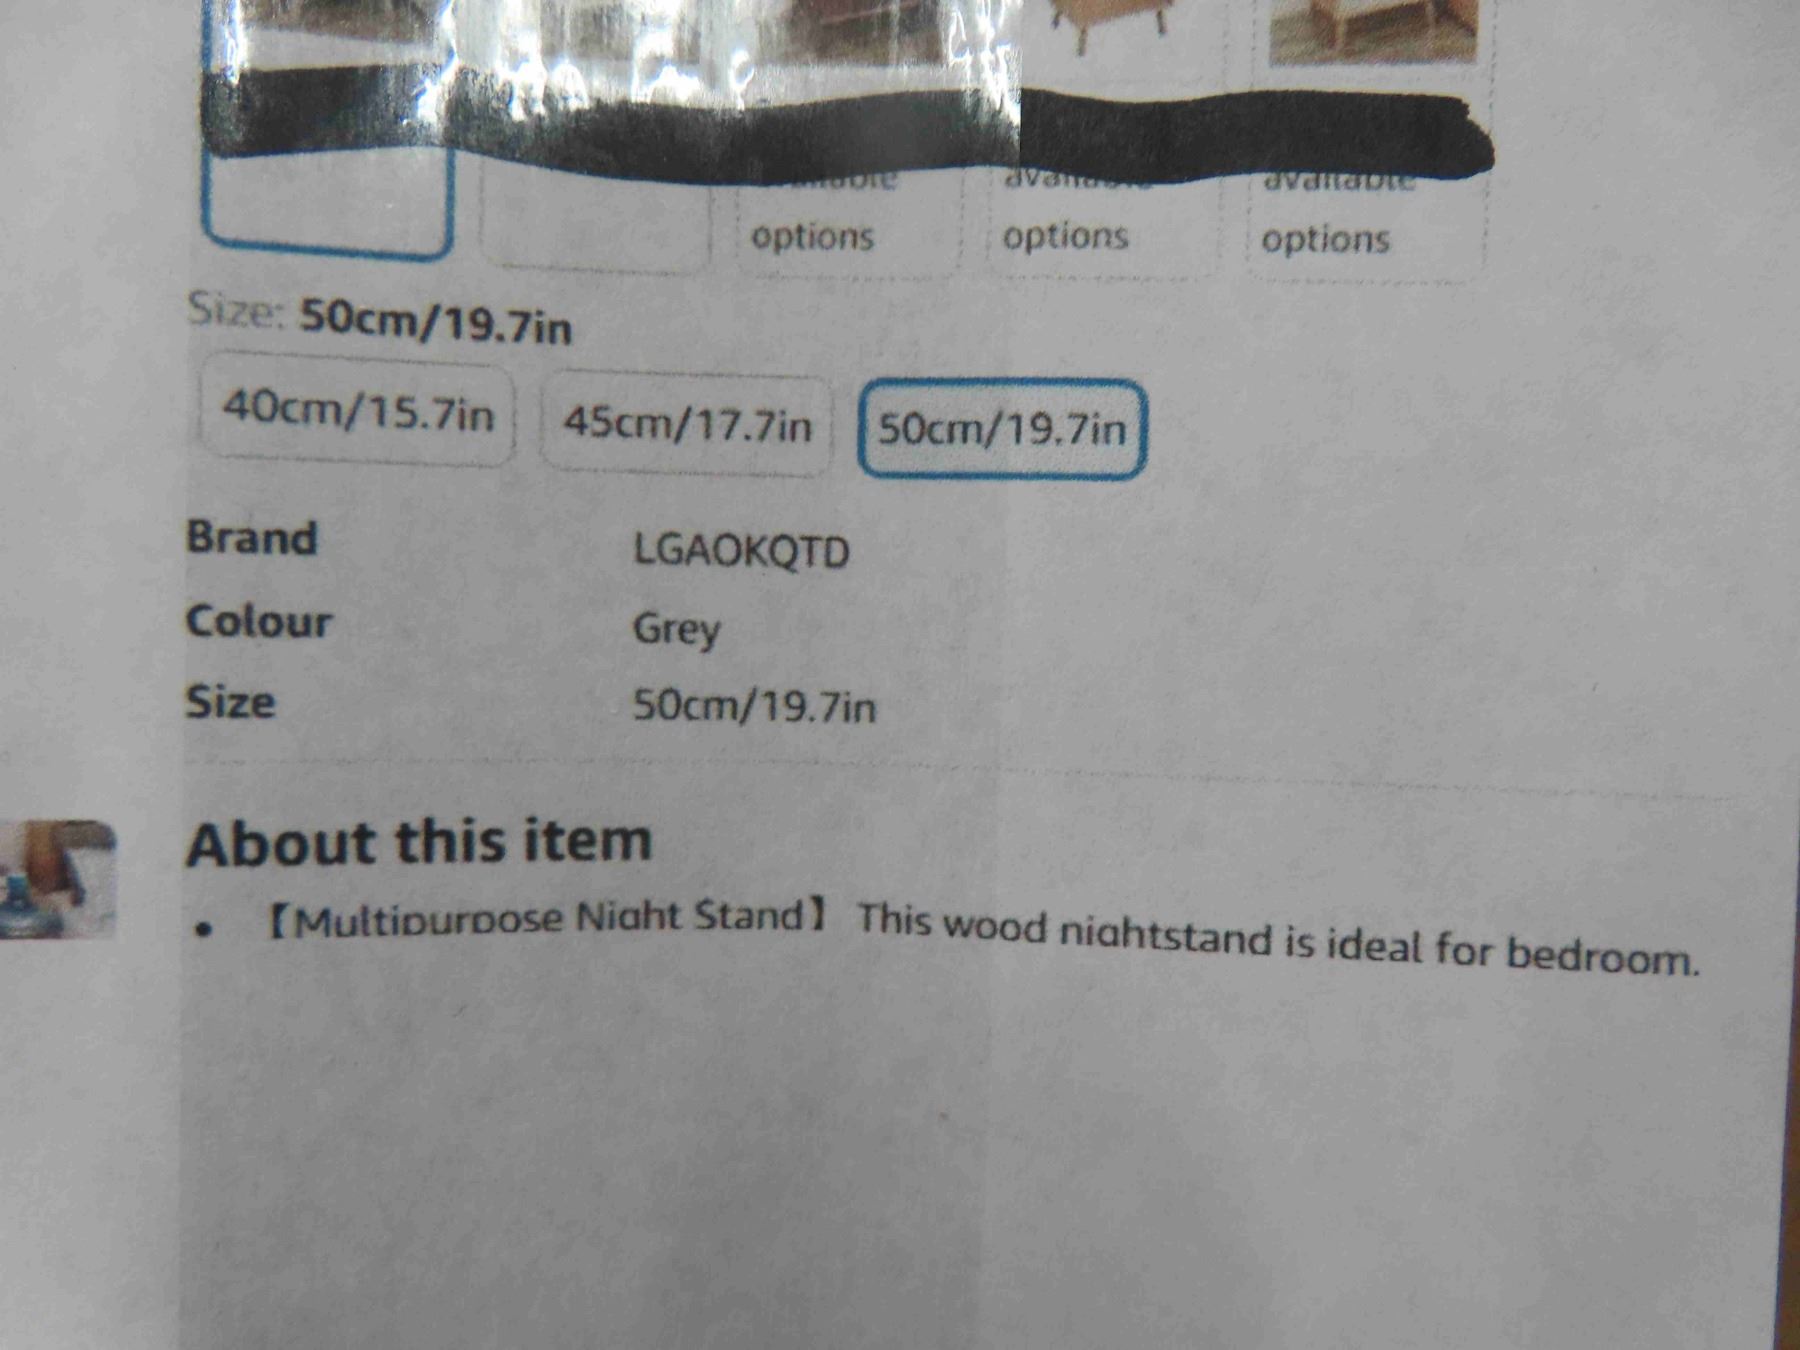 options options options
Size: 50cm/19.7in
40cm/15.7in 45cm/17.7in 50cm/19.7in
Brand LGAOKQTD
Colour Grey
Size 50cm/19.7in
About this item
• 【Multipurpose Night Stand】 This wood nightstand is ideal for bedroom.